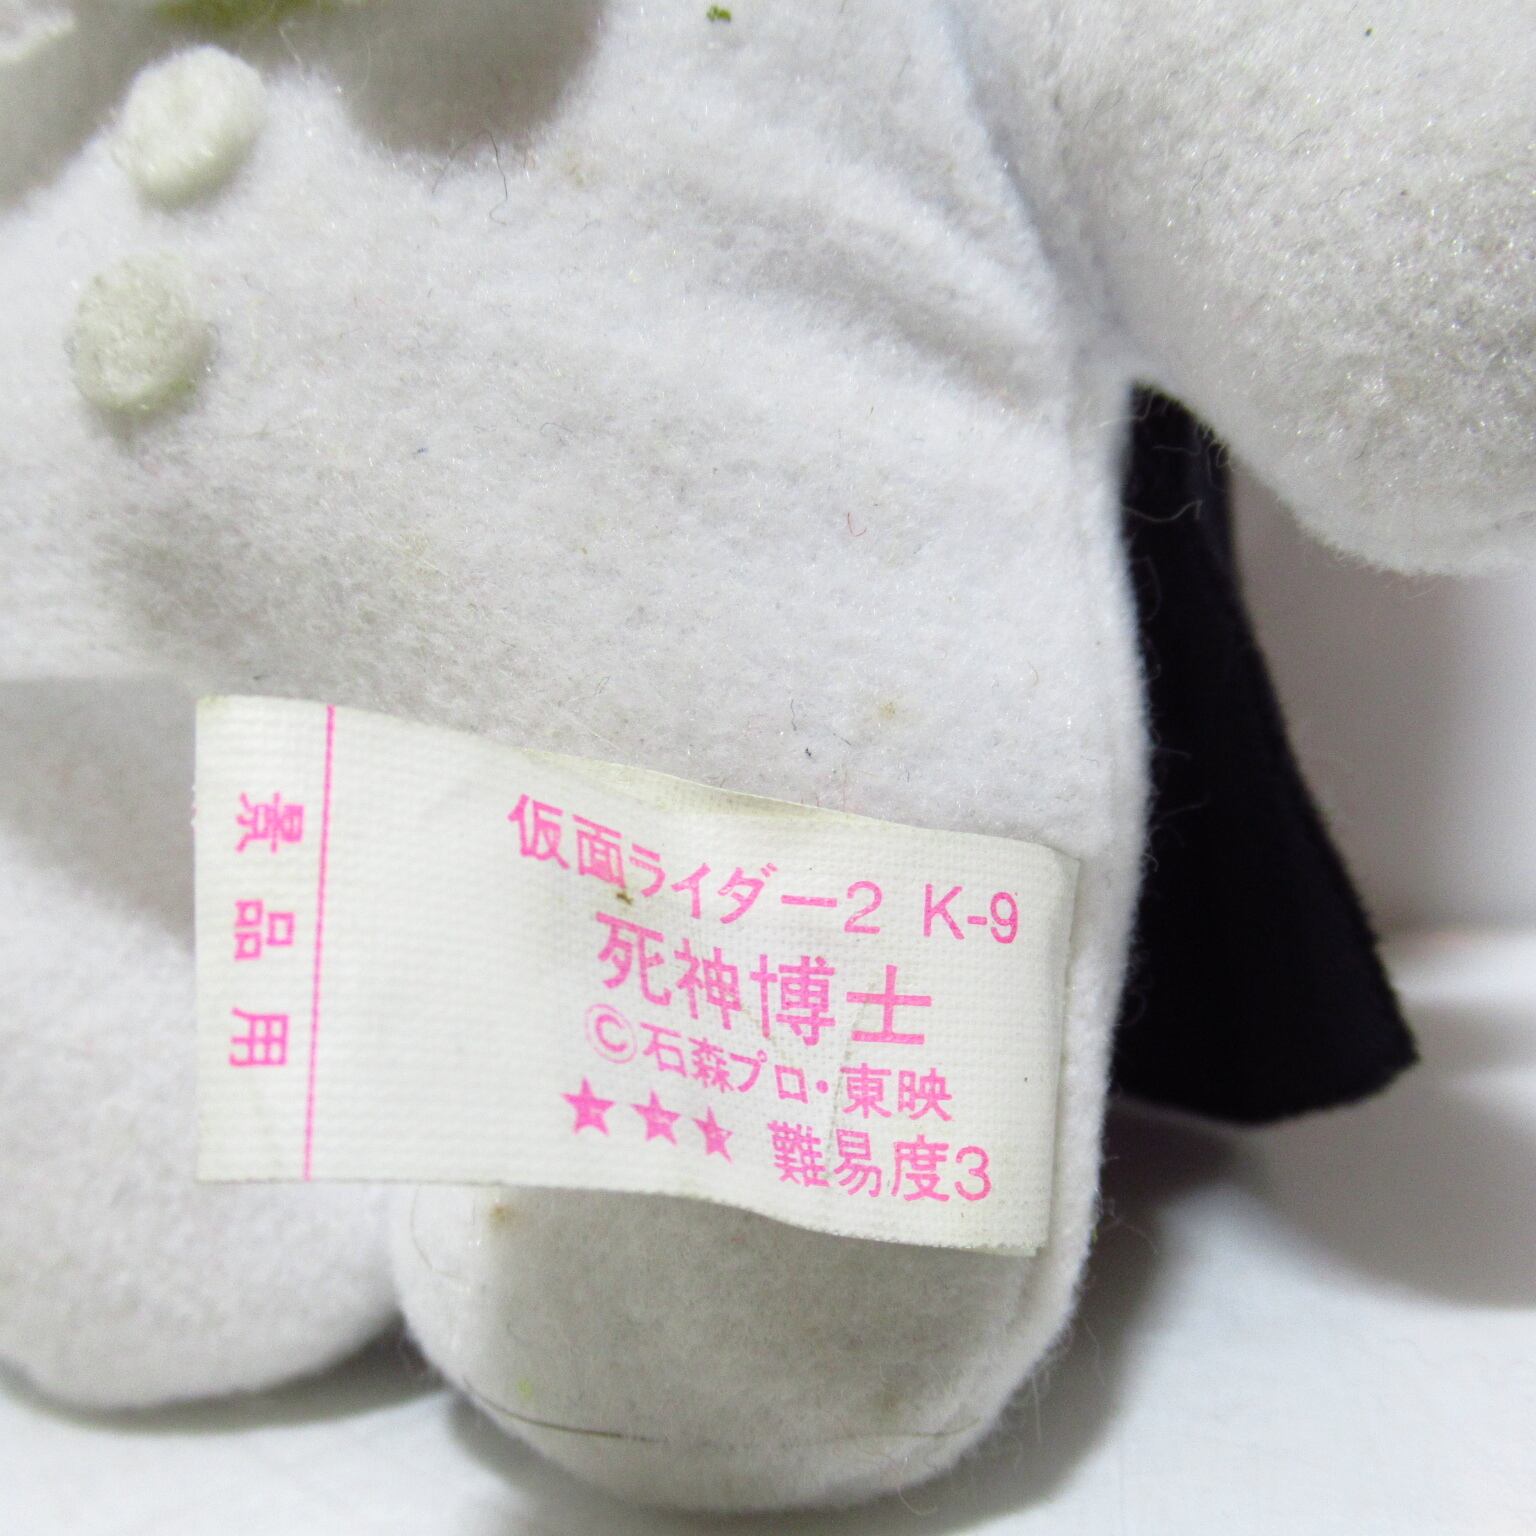 仮面ライダー2 K-9
死神博士
©石森プロ・東映
★★★ 難易度3
景品用